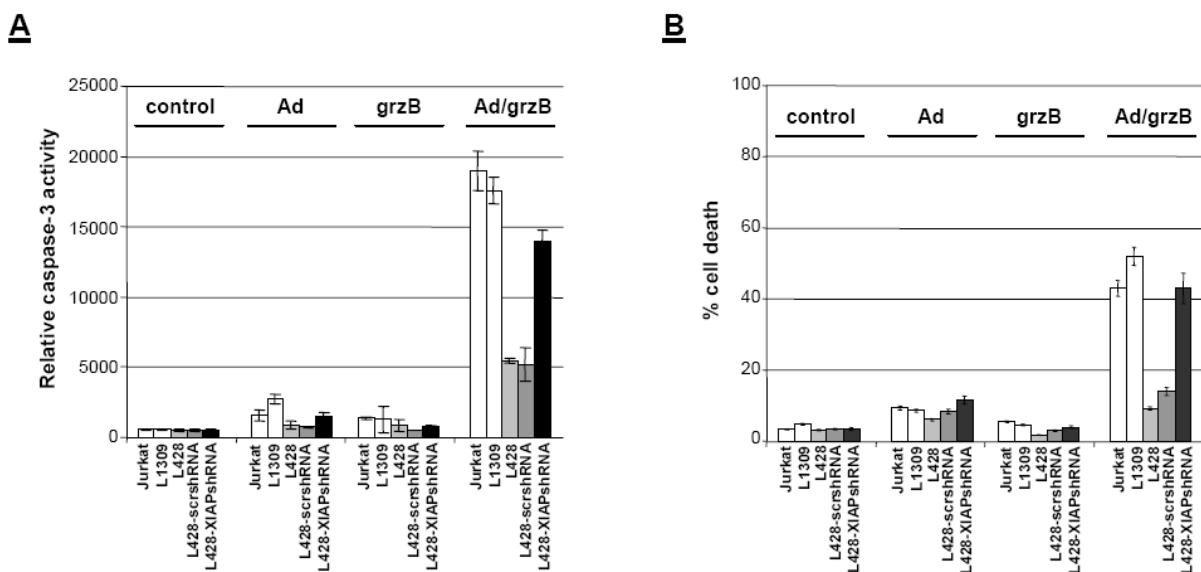 A
Relative caspase-3 activity
25000
20000
15000
10000
5000
0
control
Ad
grzB
Ad/grzB
Jurkat
L1309
L428
L428-scrshRNA
L428-XIAPshRNA
Jurkat
L1309
L428
L428-scrshRNA
L428-XIAPshRNA
Jurkat
L1309
L428
L428-scrshRNA
L428-XIAPshRNA
Jurkat
L1309
L428
L428-scrshRNA
L428-XIAPshRNA
B
% cell death
100
80
60
40
20
0
control
Ad
grzB
Ad/grzB
Jurkat
L1309
L428
L428-scrshRNA
L428-XIAPshRNA
Jurkat
L1309
L428
L428-scrshRNA
L428-XIAPshRNA
Jurkat
L1309
L428
L428-scrshRNA
L428-XIAPshRNA
Jurkat
L1309
L428
L428-scrshRNA
L428-XIAPshRNA